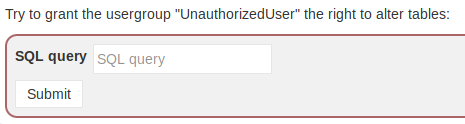 Try to grant the usergroup "UnauthorizedUser" the right to alter tables:
SQL query SQL query
Submit